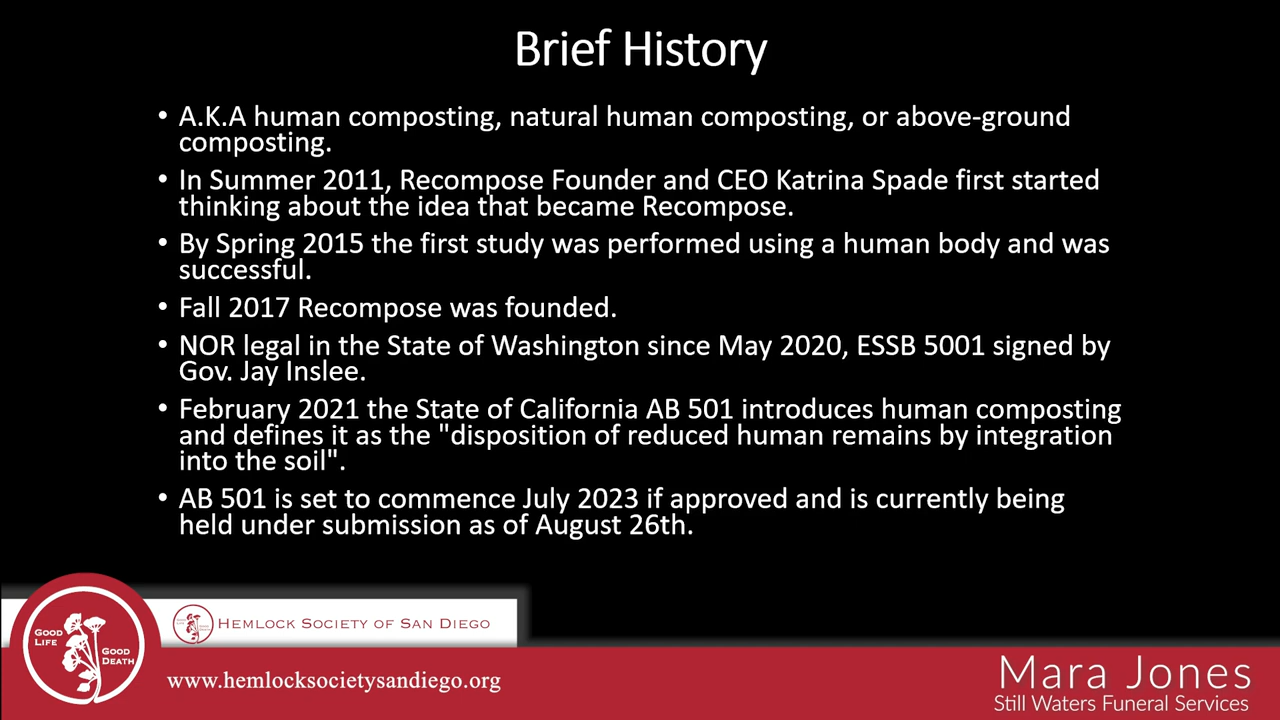 Brief History
• A.K.A human composting, natural human composting, or above-ground
composting.
• In Summer 2011, Recompose Founder and CEO Katrina Spade first started
thinking about the idea that became Recompose.
• By Spring 2015 the first study was performed using a human body and was
successful.
• Fall 2017 Recompose was founded.
• NOR legal in the State of Washington since May 2020, ESSB 5001 signed by
Gov. Jay Inslee.
• February 2021 the State of California AB 501 introduces human composting
and defines it as the "disposition of reduced human remains by integration
into the soil".
• AB 501 is set to commence July 2023 if approved and is currently being
held under submission as of August 26th.
GOOD
LIFE
GOOD
DEATH
HEMLOCK SOCIETY OF SAN DIEGO
www.hemlocksocietysandiego.org
Mara Jones
Still Waters Funeral Services